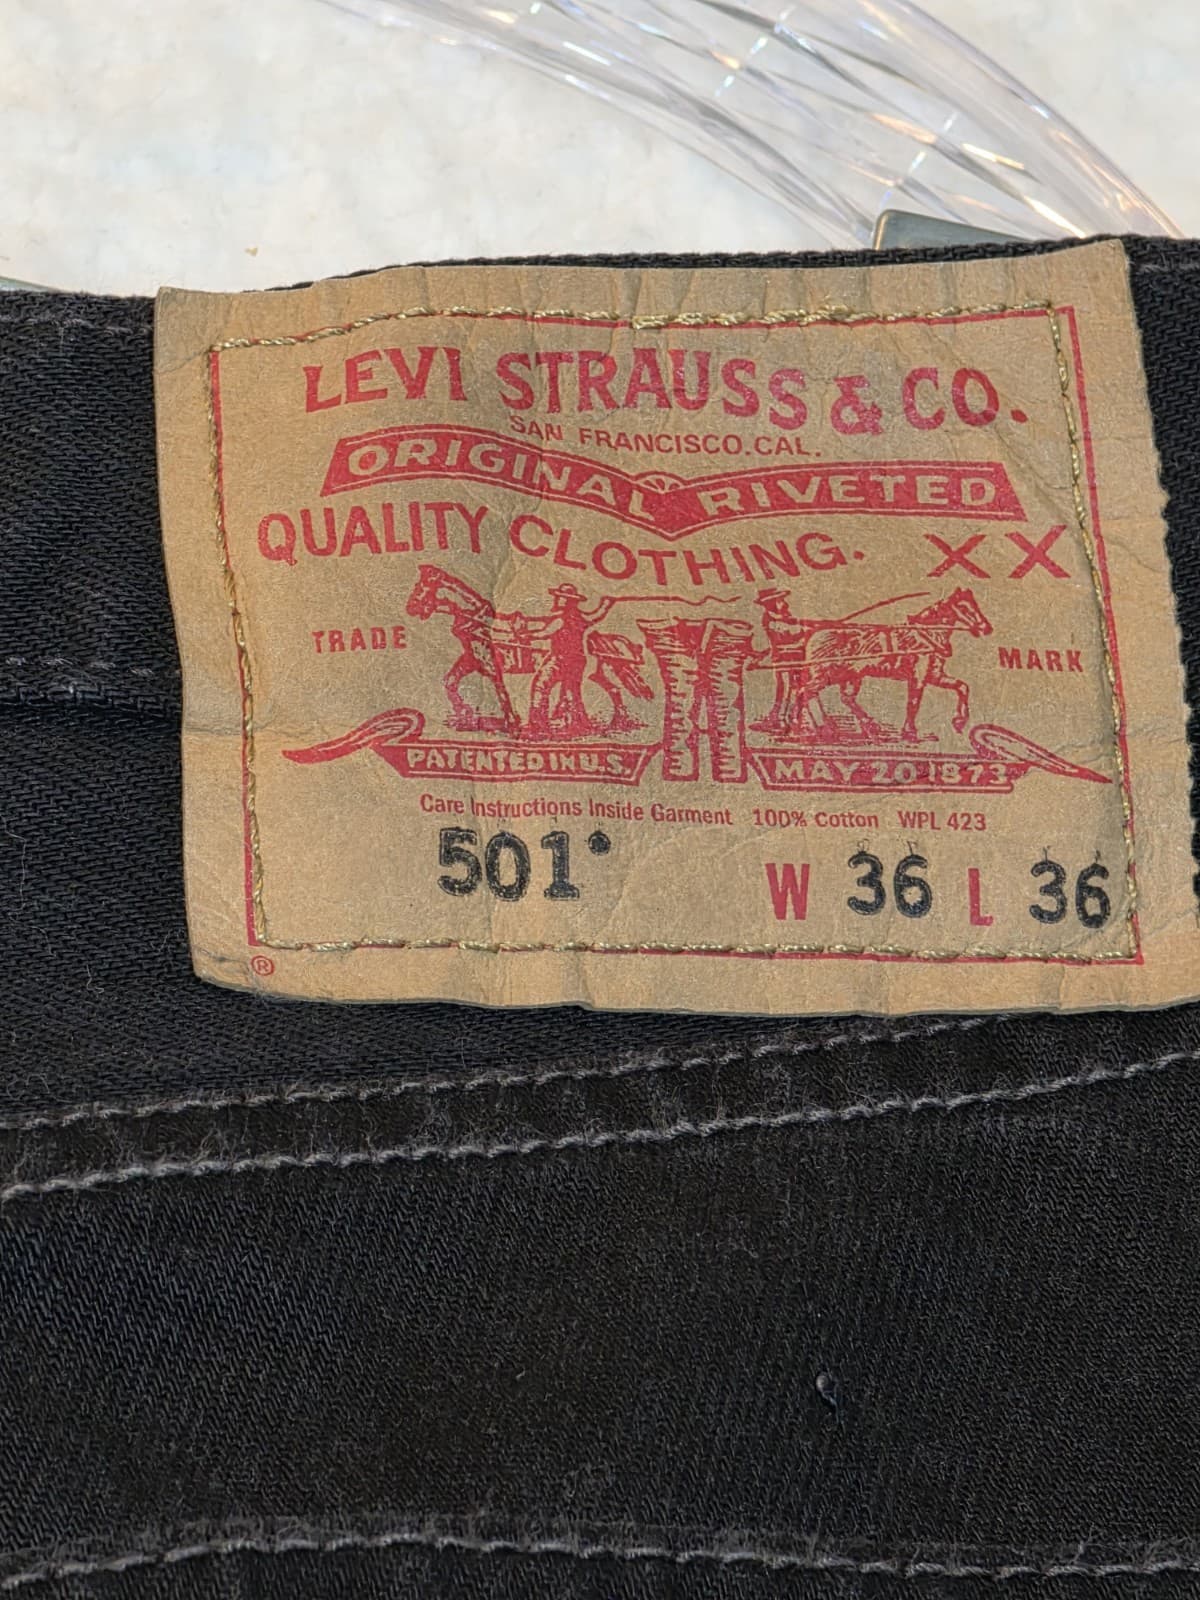 LEVI STRAUSS & CO.
SAN FRANCISCO.CAL.
ORIGINAL RIVETED
QUALITY CLOTHING. XX
TRADE MARK
PATENTED IN U.S. MAY 20 1873
Care Instructions Inside Garment 100% Cotton WPL 423
501® W 36 L 36
®